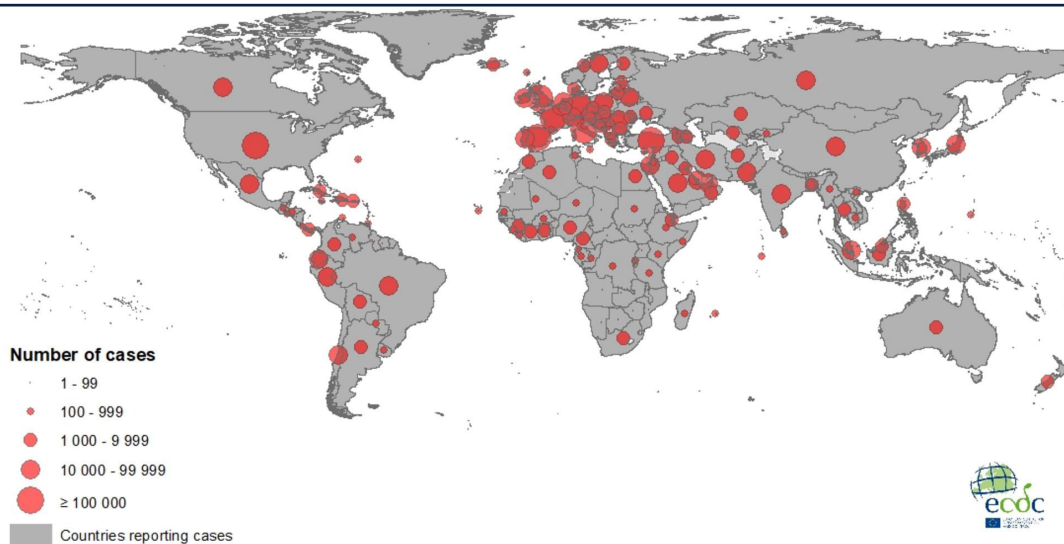 Number of cases
1 - 99
100 - 999
1 000 - 9 999
10 000 - 99 999
≥ 100 000
Countries reporting cases
ecdc